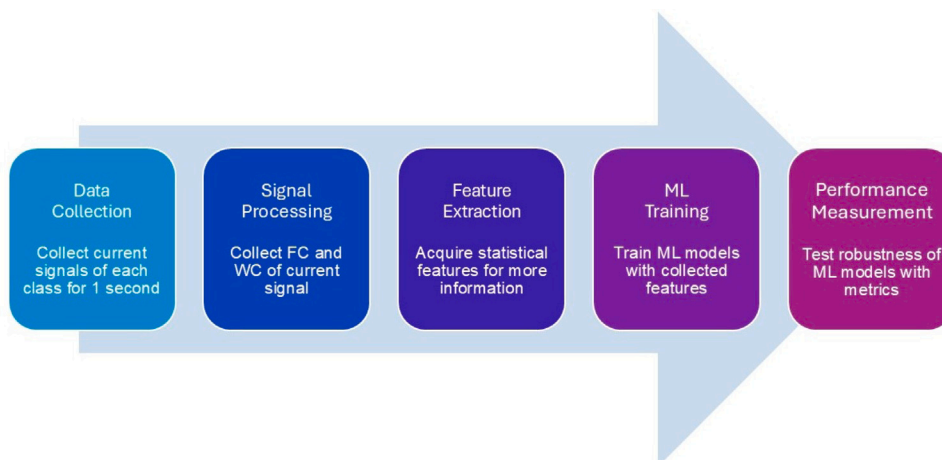 Data
Collection
Collect current
signals of each
class for 1 second
Signal
Processing
Collect FC and
WC of current
signal
Feature
Extraction
Acquire statistical
features for more
information
ML
Training
Train ML models
with collected
features
Performance
Measurement
Test robustness of
ML models with
metrics